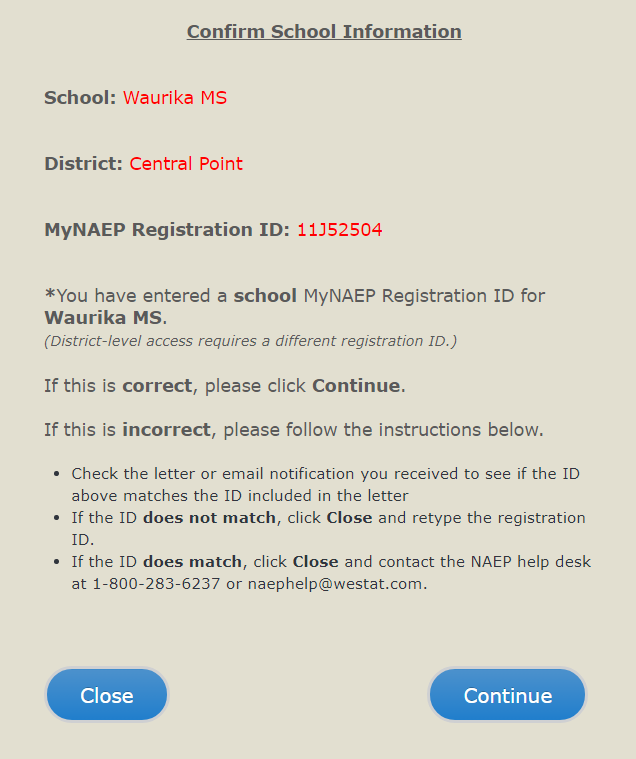 Confirm School Information
School: Waurika MS
District: Central Point
MyNAEP Registration ID: 11J52504
*You have entered a school MyNAEP Registration ID for
Waurika MS.
(District-level access requires a different registration ID.)
If this is correct, please click Continue.
If this is incorrect, please follow the instructions below.
• Check the letter or email notification you received to see if the ID
above matches the ID included in the letter
• If the ID does not match, click Close and retype the registration
ID.
• If the ID does match, click Close and contact the NAEP help desk
at 1-800-283-6237 or naephelp@westat.com.
Close
Continue